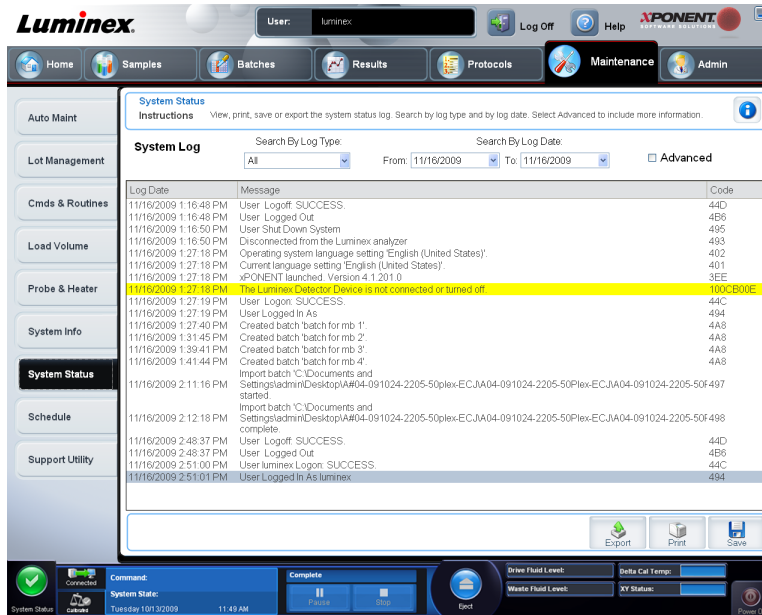 Luminex.
User: luminex
Log Off
Help
XPONENT.
SOFTWARE SOLUTIONS
Home
Samples
Batches
Results
Protocols
Maintenance
Admin
Auto Maint
Lot Management
Cmds & Routines
Load Volume
Probe & Heater
System Info
System Status
Schedule
Support Utility
System Status
Instructions View, print, save or export the system status log. Search by log type and by log date. Select Advanced to include more information.
System Log
Search By Log Type:
All
Search By Log Date:
From: 11/16/2009 To: 11/16/2009
Advanced
Log Date Message Code
11/16/2009 1:16:48 PM User Logoff: SUCCESS. 44D
11/16/2009 1:16:48 PM User Logged Out 4B6
11/16/2009 1:16:50 PM User Shut Down System 495
11/16/2009 1:16:50 PM Disconnected from the Luminex analyzer 493
11/16/2009 1:27:18 PM Operating system language setting 'English (United States)'. 402
11/16/2009 1:27:18 PM Current language setting 'English (United States)'. 401
11/16/2009 1:27:18 PM xPONENT launched. Version 4.1.201.0 3EE
11/16/2009 1:27:18 PM The Luminex Detector Device is not connected or turned off. 100CB00E
11/16/2009 1:27:19 PM User Logon: SUCCESS. 44C
11/16/2009 1:27:19 PM User Logged In As 494
11/16/2009 1:27:40 PM Created batch 'batch for mb 1'. 4A8
11/16/2009 1:31:45 PM Created batch 'batch for mb 2'. 4A8
11/16/2009 1:39:41 PM Created batch 'batch for mb 3'. 4A8
11/16/2009 1:41:44 PM Created batch 'batch for mb 4'. 4A8
Import batch 'C:\Documents and
11/16/2009 2:11:16 PM Settings\admin\Desktop\A#04-091024-2205-50plex-ECJ\A04-091024-2205-50Plex-ECJ\A04-091024-2205-50F 497
started.
Import batch 'C:\Documents and
11/16/2009 2:12:18 PM Settings\admin\Desktop\A#04-091024-2205-50plex-ECJ\A04-091024-2205-50Plex-ECJ\A04-091024-2205-50F 498
complete.
11/16/2009 2:48:37 PM User Logoff: SUCCESS. 44D
11/16/2009 2:48:37 PM User Logged Out 4B6
11/16/2009 2:51:00 PM User luminex Logon: SUCCESS. 44C
11/16/2009 2:51:01 PM User Logged In As luminex 494
Export
Print
Save
System Status
Connected
Calibrated
Command:
System State:
Tuesday 10/13/2009 11:49 AM
Complete
Pause
Stop
Eject
Drive Fluid Level:
Waste Fluid Level:
Delta Cal Temp:
XY Status:
Power